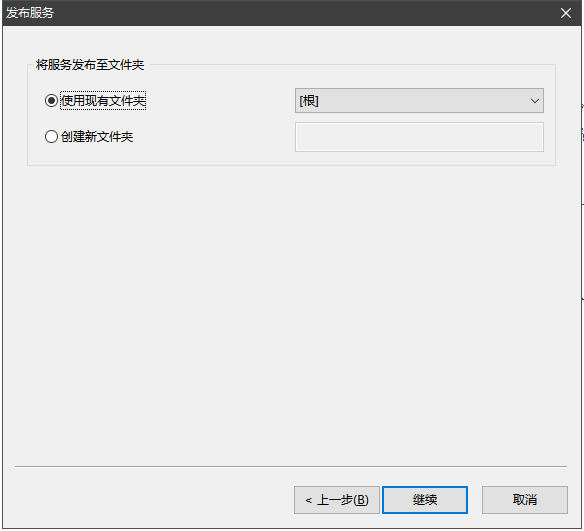 发布服务
将服务发布至文件夹
使用现有文件夹
[根]
创建新文件夹
< 上一步(B)
继续
取消